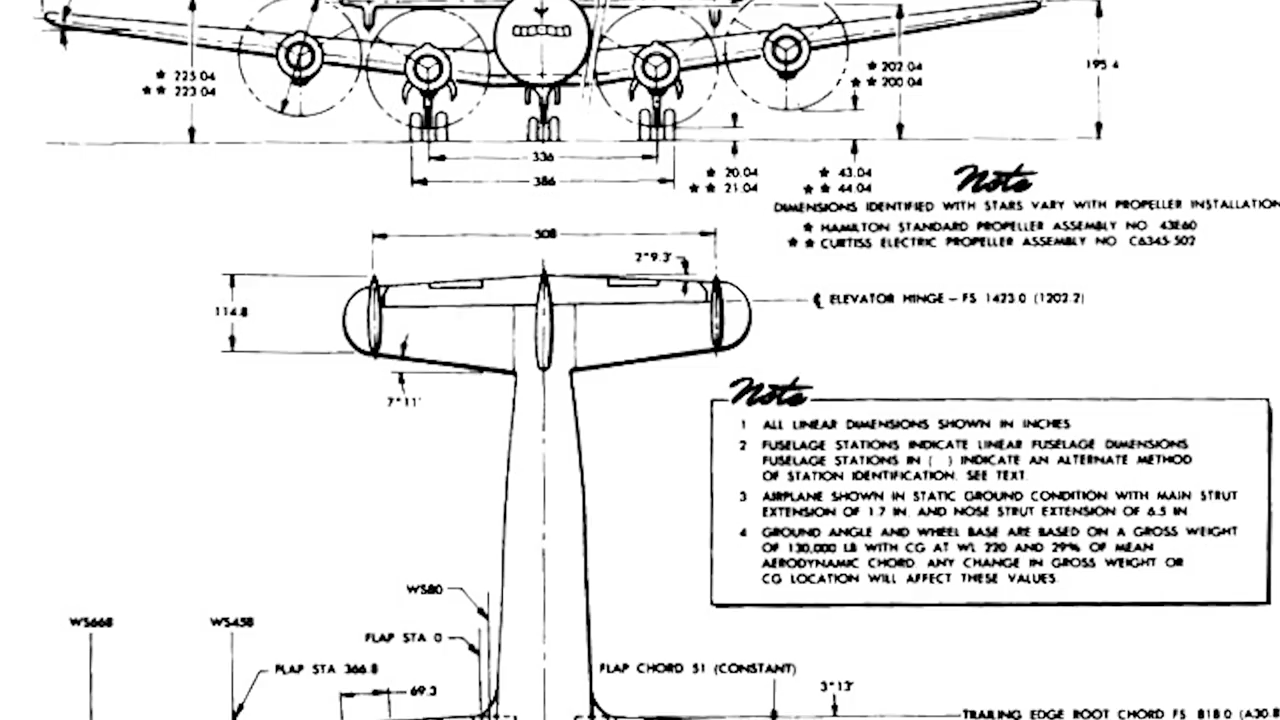 ★ 225.04
★ ★ 223.04
★ 202.04
★ ★ 200.04
195.4
336
386
★ 20.04
★ ★ 21.04
★ 43.04
★ ★ 44.04
Note
DIMENSIONS IDENTIFIED WITH STARS VARY WITH PROPELLER INSTALLATION
★ HAMILTON STANDARD PROPELLER ASSEMBLY NO. 43E60
★ ★ CURTISS ELECTRIC PROPELLER ASSEMBLY NO. C6345-502
508
2°9.3'
114.8
℄ ELEVATOR HINGE - FS 1423.0 (1202.2)
7°11'
Note
1 ALL LINEAR DIMENSIONS SHOWN IN INCHES
2 FUSELAGE STATIONS INDICATE LINEAR FUSELAGE DIMENSIONS
FUSELAGE STATIONS IN ( ) INDICATE AN ALTERNATE METHOD
OF STATION IDENTIFICATION. SEE TEXT.
3 AIRPLANE SHOWN IN STATIC GROUND CONDITION WITH MAIN STRUT
EXTENSION OF 1.7 IN. AND NOSE STRUT EXTENSION OF 6.5 IN
4 GROUND ANGLE AND WHEEL BASE ARE BASED ON A GROSS WEIGHT
OF 130,000 LB WITH CG AT WL 220 AND 29% OF MEAN
AERODYNAMIC CHORD. ANY CHANGE IN GROSS WEIGHT OR
CG LOCATION WILL AFFECT THESE VALUES.
WS80
WS668
WS458
FLAP STA 0
FLAP STA 366.8
69.3
FLAP CHORD 51 (CONSTANT)
3°13'
TRAILING EDGE ROOT CHORD FS 818.0 (A30.8